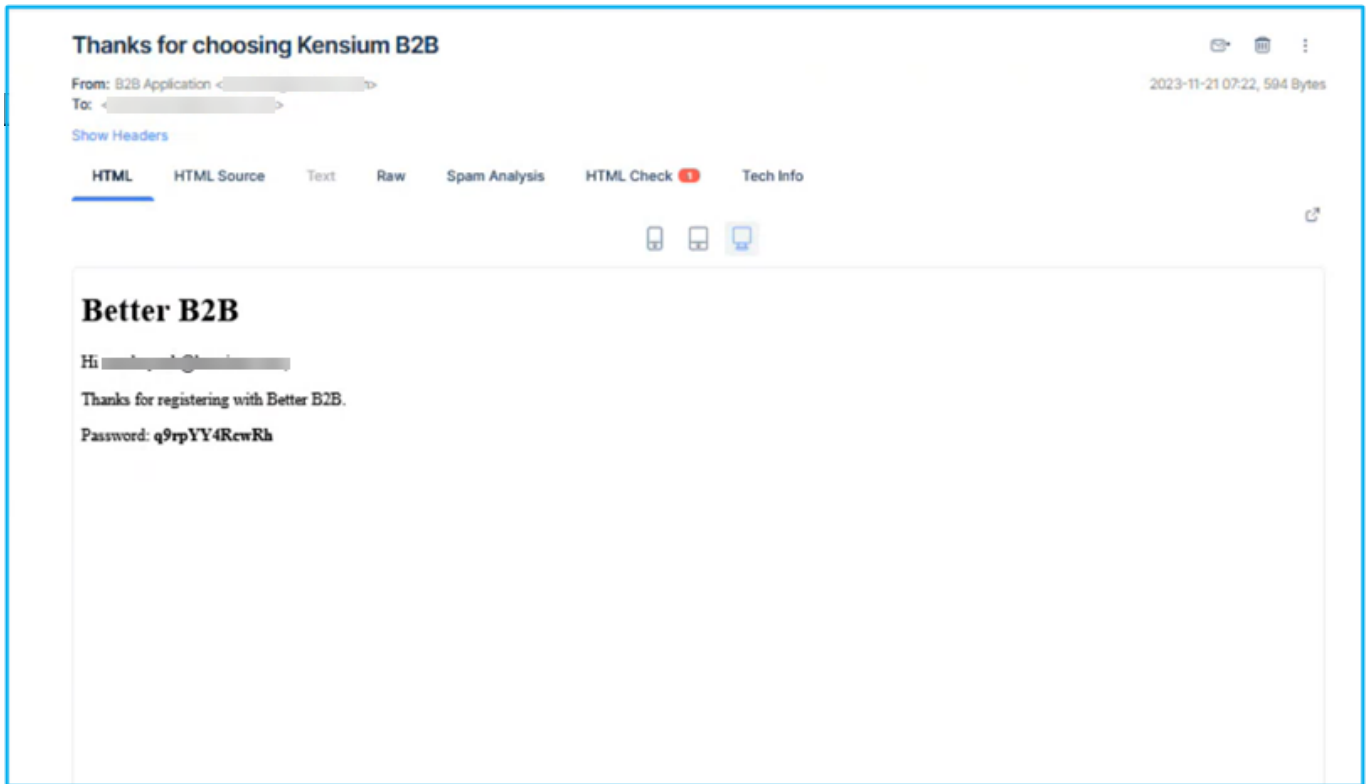 Thanks for choosing Kensium B2B
From: B2B Application <
2023-11-21 07:22, 594 Bytes
To: < >
Show Headers
HTML HTML Source Text Raw Spam Analysis HTML Check 1 Tech Info
Better B2B
Hi
Thanks for registering with Better B2B.
Password: q9rpYY4RcwRh